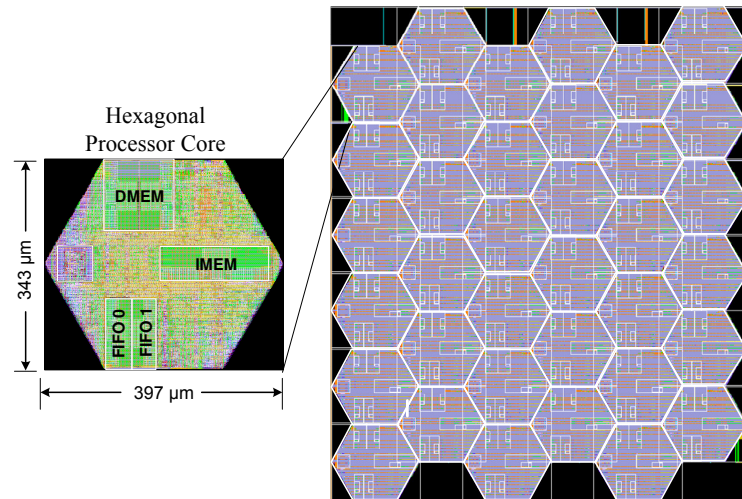 Hexagonal
Processor Core
DMEM
IMEM
FIFO 0
FIFO 1
343 µm
397 µm